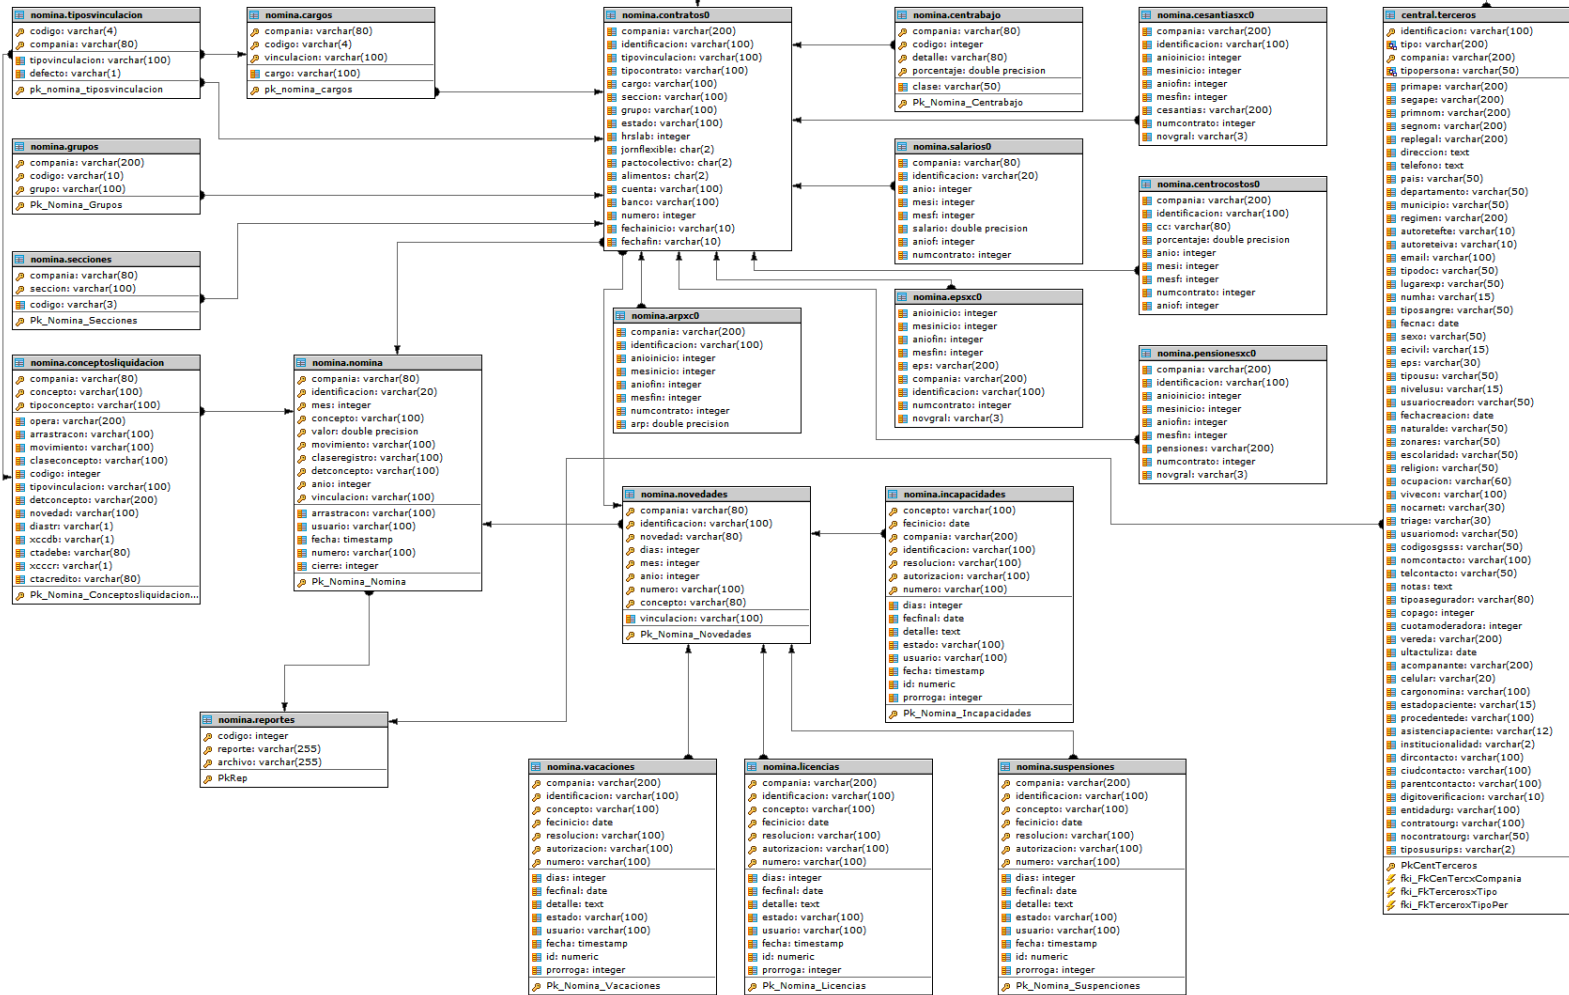 nomina.tiposvinculacion
codigo: varchar(4)
compania: varchar(80)
tipovinculacion: varchar(100)
defecto: varchar(1)
pk_nomina_tiposvinculacion
nomina.cargos
compania: varchar(80)
codigo: varchar(4)
vinculacion: varchar(100)
cargo: varchar(100)
pk_nomina_cargos
nomina.contratos0
compania: varchar(200)
identificacion: varchar(100)
tipovinculacion: varchar(100)
tipocontrato: varchar(100)
cargo: varchar(100)
seccion: varchar(100)
grupo: varchar(100)
estado: varchar(100)
hrslab: integer
jornflexible: char(2)
pactocolectivo: char(2)
alimentos: char(2)
cuenta: varchar(100)
banco: varchar(100)
numero: integer
fechainicio: varchar(10)
fechafin: varchar(10)
nomina.centrabajo
compania: varchar(80)
codigo: integer
detalle: varchar(80)
porcentaje: double precision
clase: varchar(50)
Pk_Nomina_Centrabajo
nomina.cesantiasxc0
compania: varchar(200)
identificacion: varchar(100)
anioinicio: integer
mesinicio: integer
aniofin: integer
mesfin: integer
cesantias: varchar(200)
numcontrato: integer
novgral: varchar(3)
central.terceros
identificacion: varchar(100)
tipo: varchar(200)
compania: varchar(200)
tipopersona: varchar(50)
primape: varchar(200)
segape: varchar(200)
primnom: varchar(200)
segnom: varchar(200)
replegal: varchar(200)
direccion: text
telefono: text
pais: varchar(50)
departamento: varchar(50)
municipio: varchar(50)
regimen: varchar(200)
autoretefte: varchar(10)
autoreteiva: varchar(10)
email: varchar(100)
tipodoc: varchar(50)
lugarexp: varchar(50)
numha: varchar(15)
tiposangre: varchar(50)
fecnac: date
sexo: varchar(50)
ecivil: varchar(15)
eps: varchar(30)
tipousu: varchar(50)
nivelusu: varchar(15)
usuariocreador: varchar(50)
fechacreacion: date
naturalde: varchar(50)
zonares: varchar(50)
escolaridad: varchar(50)
religion: varchar(50)
ocupacion: varchar(60)
vivecon: varchar(100)
nocarnet: varchar(30)
triage: varchar(30)
usuariomod: varchar(50)
codigosgsss: varchar(50)
nomcontacto: varchar(100)
telcontacto: varchar(50)
notas: text
tipoasegurador: varchar(80)
copago: integer
cuotamoderadora: integer
vereda: varchar(200)
ultactuliza: date
acompanante: varchar(200)
celular: varchar(20)
cargonomina: varchar(100)
estadopaciente: varchar(15)
procedentede: varchar(100)
asistenciapaciente: varchar(12)
institucionalidad: varchar(2)
dircontacto: varchar(100)
ciudcontacto: varchar(100)
parentcontacto: varchar(100)
digitoverificacion: varchar(10)
entidadurg: varchar(100)
contratourg: varchar(100)
nocontratourg: varchar(50)
tiposusurips: varchar(2)
PkCentTerceros
fki_FkCenTercxCompania
fki_FkTercerosxTipo
fki_FkTerceroxTipoPer
nomina.grupos
compania: varchar(200)
codigo: varchar(10)
grupo: varchar(100)
Pk_Nomina_Grupos
nomina.salarios0
compania: varchar(80)
identificacion: varchar(20)
anio: integer
mesi: integer
mesf: integer
salario: double precision
aniof: integer
numcontrato: integer
nomina.centrocostos0
compania: varchar(200)
identificacion: varchar(100)
cc: varchar(80)
porcentaje: double precision
anio: integer
mesi: integer
mesf: integer
numcontrato: integer
aniof: integer
nomina.secciones
compania: varchar(80)
seccion: varchar(100)
codigo: varchar(3)
Pk_Nomina_Secciones
nomina.arpxc0
compania: varchar(200)
identificacion: varchar(100)
anioinicio: integer
mesinicio: integer
aniofin: integer
mesfin: integer
numcontrato: integer
arp: double precision
nomina.epsxc0
anioinicio: integer
mesinicio: integer
aniofin: integer
mesfin: integer
eps: varchar(200)
compania: varchar(200)
identificacion: varchar(100)
numcontrato: integer
novgral: varchar(3)
nomina.pensionesxc0
compania: varchar(200)
identificacion: varchar(100)
anioinicio: integer
mesinicio: integer
aniofin: integer
mesfin: integer
pensiones: varchar(200)
numcontrato: integer
novgral: varchar(3)
nomina.conceptosliquidacion
compania: varchar(80)
concepto: varchar(100)
tipoconcepto: varchar(100)
opera: varchar(200)
arrastracon: varchar(100)
movimiento: varchar(100)
claseconcepto: varchar(100)
codigo: integer
tipovinculacion: varchar(100)
detconcepto: varchar(200)
novedad: varchar(100)
diastr: varchar(1)
xccdb: varchar(1)
ctadebe: varchar(80)
xcccr: varchar(1)
ctacredito: varchar(80)
Pk_Nomina_Conceptosliquidacion...
nomina.nomina
compania: varchar(80)
identificacion: varchar(20)
mes: integer
concepto: varchar(100)
valor: double precision
movimiento: varchar(100)
claseregistro: varchar(100)
detconcepto: varchar(100)
anio: integer
vinculacion: varchar(100)
arrastracon: varchar(100)
usuario: varchar(100)
fecha: timestamp
numero: varchar(100)
cierre: integer
Pk_Nomina_Nomina
nomina.novedades
compania: varchar(80)
identificacion: varchar(100)
novedad: varchar(80)
dias: integer
mes: integer
anio: integer
numero: varchar(100)
concepto: varchar(80)
vinculacion: varchar(100)
Pk_Nomina_Novedades
nomina.incapacidades
concepto: varchar(100)
fecinicio: date
compania: varchar(200)
identificacion: varchar(100)
resolucion: varchar(100)
autorizacion: varchar(100)
numero: varchar(100)
dias: integer
fecfinal: date
detalle: text
estado: varchar(100)
usuario: varchar(100)
fecha: timestamp
id: numeric
prorroga: integer
Pk_Nomina_Incapacidades
nomina.reportes
codigo: integer
reporte: varchar(255)
archivo: varchar(255)
PkRep
nomina.vacaciones
compania: varchar(200)
identificacion: varchar(100)
concepto: varchar(100)
fecinicio: date
resolucion: varchar(100)
autorizacion: varchar(100)
numero: varchar(100)
dias: integer
fecfinal: date
detalle: text
estado: varchar(100)
usuario: varchar(100)
fecha: timestamp
id: numeric
prorroga: integer
Pk_Nomina_Vacaciones
nomina.licencias
compania: varchar(200)
identificacion: varchar(100)
concepto: varchar(100)
fecinicio: date
resolucion: varchar(100)
autorizacion: varchar(100)
numero: varchar(100)
dias: integer
fecfinal: date
detalle: text
estado: varchar(100)
usuario: varchar(100)
fecha: timestamp
id: numeric
prorroga: integer
Pk_Nomina_Licencias
nomina.suspensiones
compania: varchar(200)
identificacion: varchar(100)
concepto: varchar(100)
fecinicio: date
resolucion: varchar(100)
autorizacion: varchar(100)
numero: varchar(100)
dias: integer
fecfinal: date
detalle: text
estado: varchar(100)
usuario: varchar(100)
fecha: timestamp
id: numeric
prorroga: integer
Pk_Nomina_Suspenciones